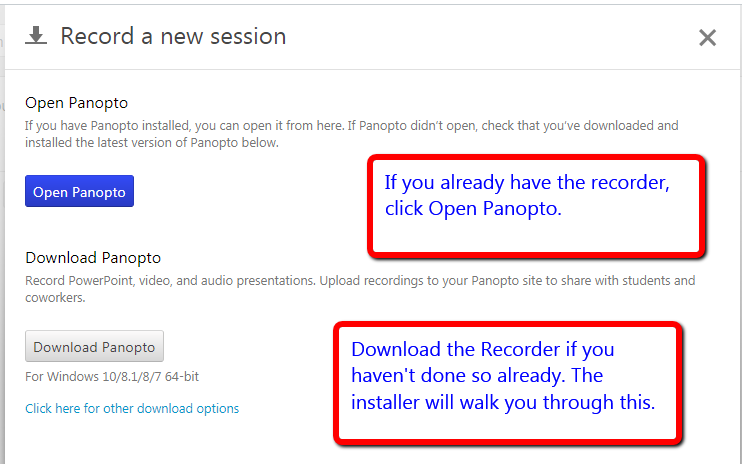 Record a new session
Open Panopto
If you have Panopto installed, you can open it from here. If Panopto didn't open, check that you've downloaded and
installed the latest version of Panopto below.
Open Panopto
If you already have the recorder,
click Open Panopto.
Download Panopto
Record PowerPoint, video, and audio presentations. Upload recordings to your Panopto site to share with students and
coworkers.
Download Panopto
For Windows 10/8.1/8/7 64-bit
Click here for other download options
Download the Recorder if you
haven't done so already. The
installer will walk you through this.